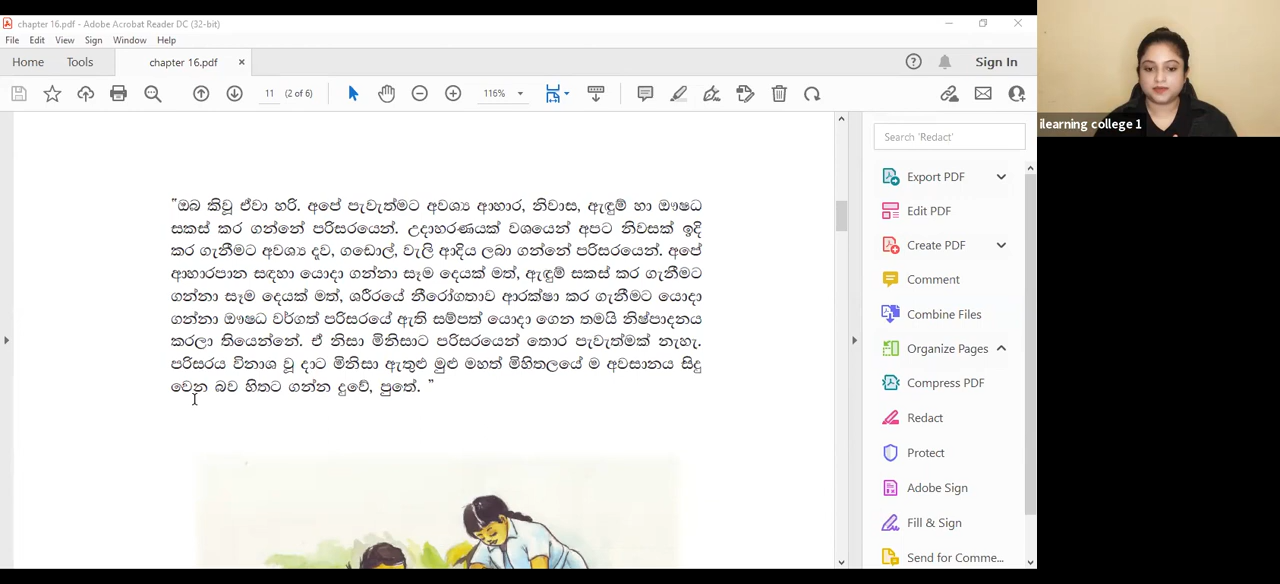 chapter 16.pdf - Adobe Acrobat Reader DC (32-bit)
File Edit View Sign Window Help
Home Tools chapter 16.pdf × Sign In
11 (2 of 6) 116%
ilearning college 1
Search 'Redact'
"ඔබ කිවූ ඒවා හරි. අපේ පැවැත්මට අවශ්‍ය ආහාර, නිවාස, ඇඳුම් හා ඖෂධ
සකස් කර ගන්නේ පරිසරයෙන්. උදාහරණයක් වශයෙන් අපට නිවසක් ඉදි
කර ගැනීමට අවශ්‍ය දැව, ගඩොල්, වැලි ආදිය ලබා ගන්නේ පරිසරයෙන්. අපේ
ආහාරපාන සඳහා යොදා ගන්නා සෑම දෙයක් මත්, ඇඳුම් සකස් කර ගැනීමට
ගන්නා සෑම දෙයක් මත්, ශරීරයේ නීරෝගතාව ආරක්ෂා කර ගැනීමට යොදා
ගන්නා ඖෂධ වර්ගත් පරිසරයේ ඇති සම්පත් යොදා ගෙන තමයි නිෂ්පාදනය
කරලා තියෙන්නේ. ඒ නිසා මිනිසාට පරිසරයෙන් තොර පැවැත්මක් නැහැ.
පරිසරය විනාශ වූ දාට මිනිසා ඇතුළු මුළු මහත් මිහිතලයේ ම අවසානය සිදු
වෙන බව හිතට ගන්න දුවේ, පුතේ. "
Export PDF
Edit PDF
Create PDF
Comment
Combine Files
Organize Pages
Compress PDF
Redact
Protect
Adobe Sign
Fill & Sign
Send for Comme...